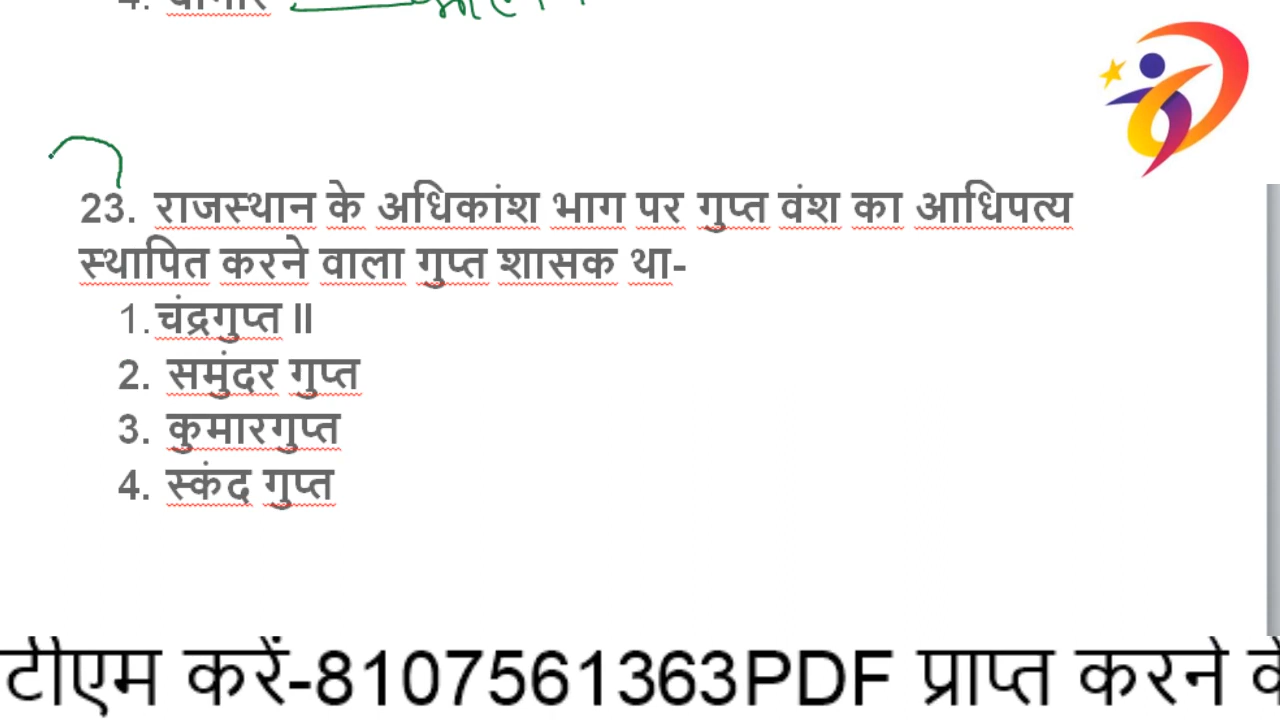 23. राजस्थान के अधिकांश भाग पर गुप्त वंश का आधिपत्य
स्थापित करने वाला गुप्त शासक था-
1. चंद्रगुप्त II
2. समुंदर गुप्त
3. कुमारगुप्त
4. स्कंद गुप्त
टीएम करें-8107561363PDF प्राप्त करने